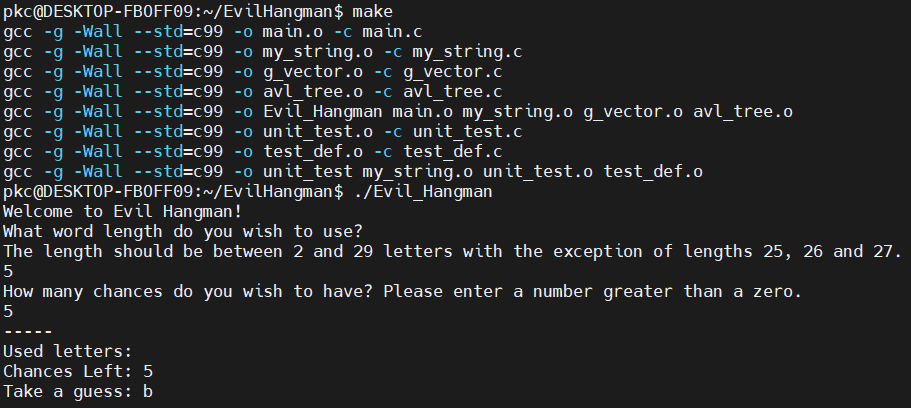 pkc@DESKTOP-FBOFF09:~/EvilHangman$ make
gcc -g -Wall --std=c99 -o main.o -c main.c
gcc -g -Wall --std=c99 -o my_string.o -c my_string.c
gcc -g -Wall --std=c99 -o g_vector.o -c g_vector.c
gcc -g -Wall --std=c99 -o avl_tree.o -c avl_tree.c
gcc -g -Wall --std=c99 -o Evil_Hangman main.o my_string.o g_vector.o avl_tree.o
gcc -g -Wall --std=c99 -o unit_test.o -c unit_test.c
gcc -g -Wall --std=c99 -o test_def.o -c test_def.c
gcc -g -Wall --std=c99 -o unit_test my_string.o unit_test.o test_def.o
pkc@DESKTOP-FBOFF09:~/EvilHangman$ ./Evil_Hangman
Welcome to Evil Hangman!
What word length do you wish to use?
The length should be between 2 and 29 letters with the exception of lengths 25, 26 and 27.
5
How many chances do you wish to have? Please enter a number greater than a zero.
5
-----
Used letters:
Chances Left: 5
Take a guess: b